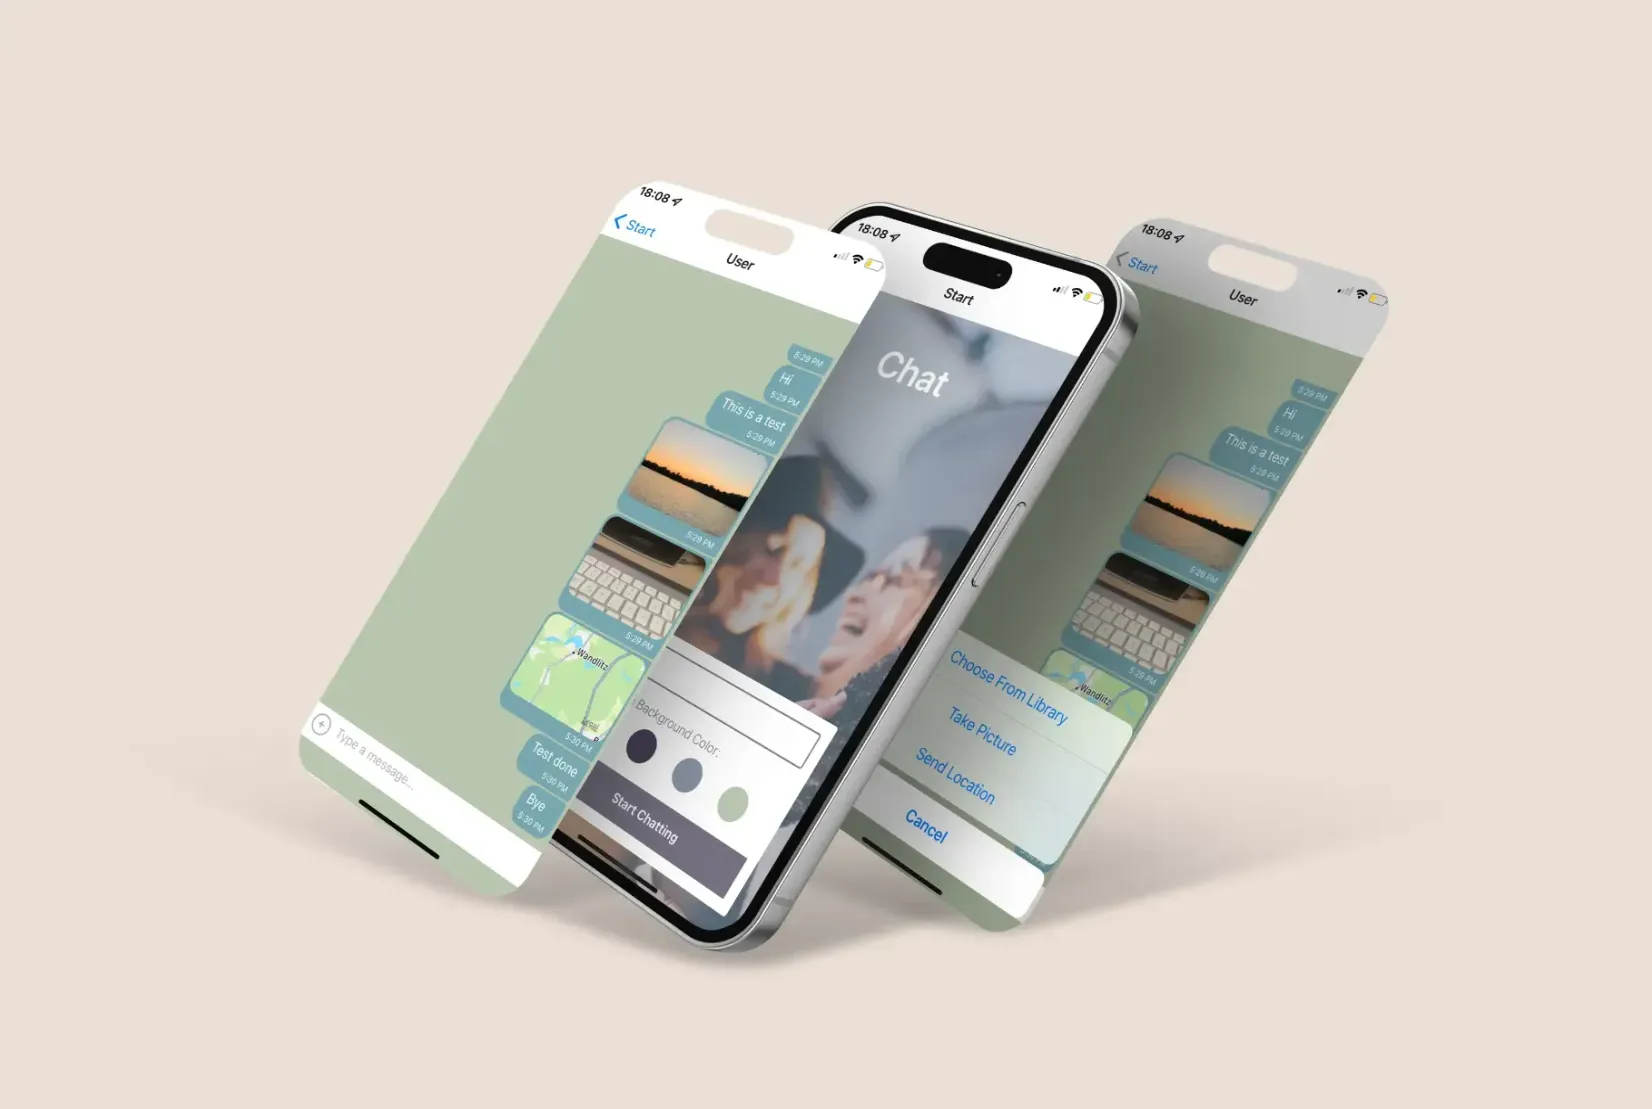 18:08
Start
User
5:29 PM
Hi
5:29 PM
This is a test
5:29 PM
5:29 PM
5:29 PM
Wandlitz
5:30 PM
Test done
5:30 PM
Bye
5:30 PM
Type a message...
18:08
Start
Chat
Background Color:
Start Chatting
18:08
Start
User
5:29 PM
Hi
5:29 PM
This is a test
5:29 PM
5:29 PM
5:29 PM
Wandlitz
Choose From Library
Take Picture
Send Location
Cancel